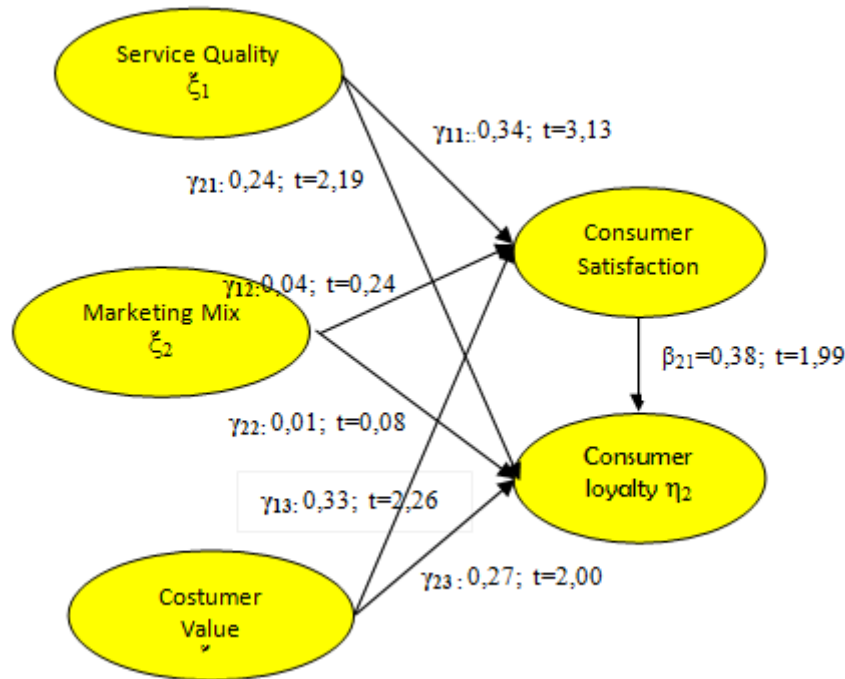 Service Quality
ξ̌1
γ11:: 0,34; t=3,13
γ21: 0,24; t=2,19
Consumer
Satisfaction
γ12: 0,04; t=0,24
Marketing Mix
ξ̌2
β21=0,38; t=1,99
γ22: 0,01; t=0,08
Consumer
loyalty η2
γ13: 0,33; t=2,26
γ23 : 0,27; t=2,00
Costumer
Value